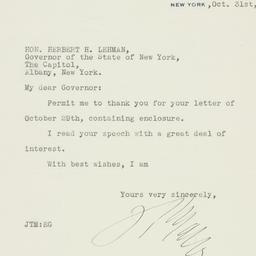 NEW YORK, Oct. 31st,
HON. HERBERT H. LEHMAN,
Governor of the State of New York,
The Capitol,
Albany, New York.
My dear Governor:
Permit me to thank you for your letter of
October 29th, containing enclosure.
I read your speech with a great deal of
interest.
With best wishes, I am
Yours very sincerely,
JTM:EG